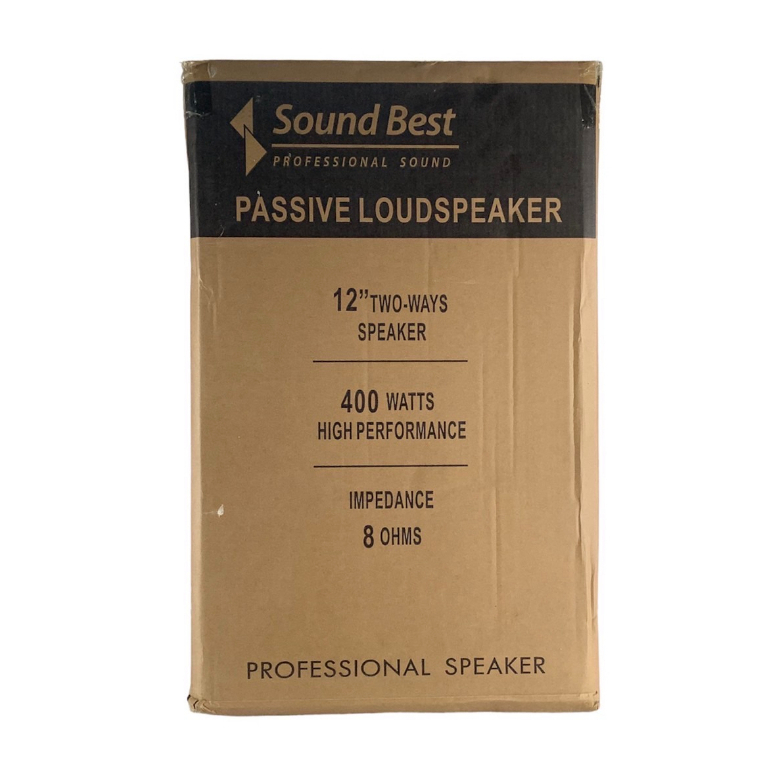 Sound Best
PROFESSIONAL SOUND
PASSIVE LOUDSPEAKER
12” TWO-WAYS
SPEAKER
400 WATTS
HIGH PERFORMANCE
IMPEDANCE
8 OHMS
PROFESSIONAL SPEAKER